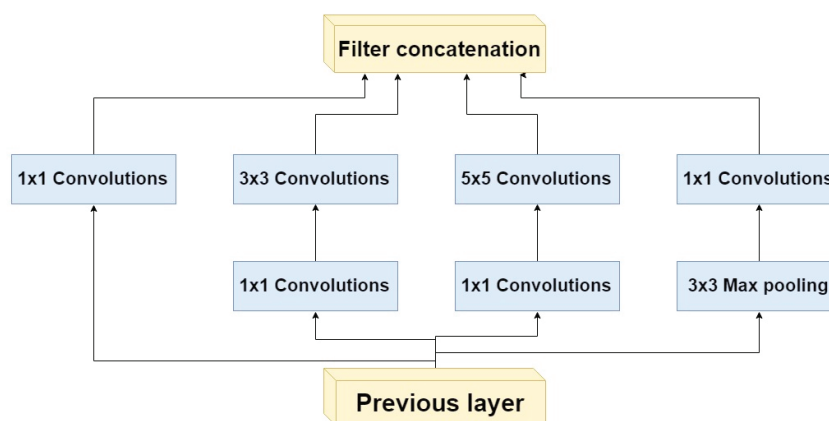 Filter concatenation
1x1 Convolutions
3x3 Convolutions
5x5 Convolutions
1x1 Convolutions
1x1 Convolutions
1x1 Convolutions
3x3 Max pooling
Previous layer